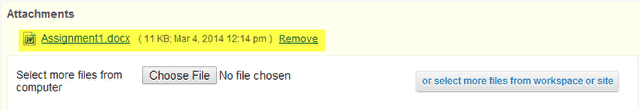 Attachments
Assignment1.docx ( 11 KB; Mar 4, 2014 12:14 pm ) Remove
Select more files from computer Choose File No file chosen or select more files from workspace or site